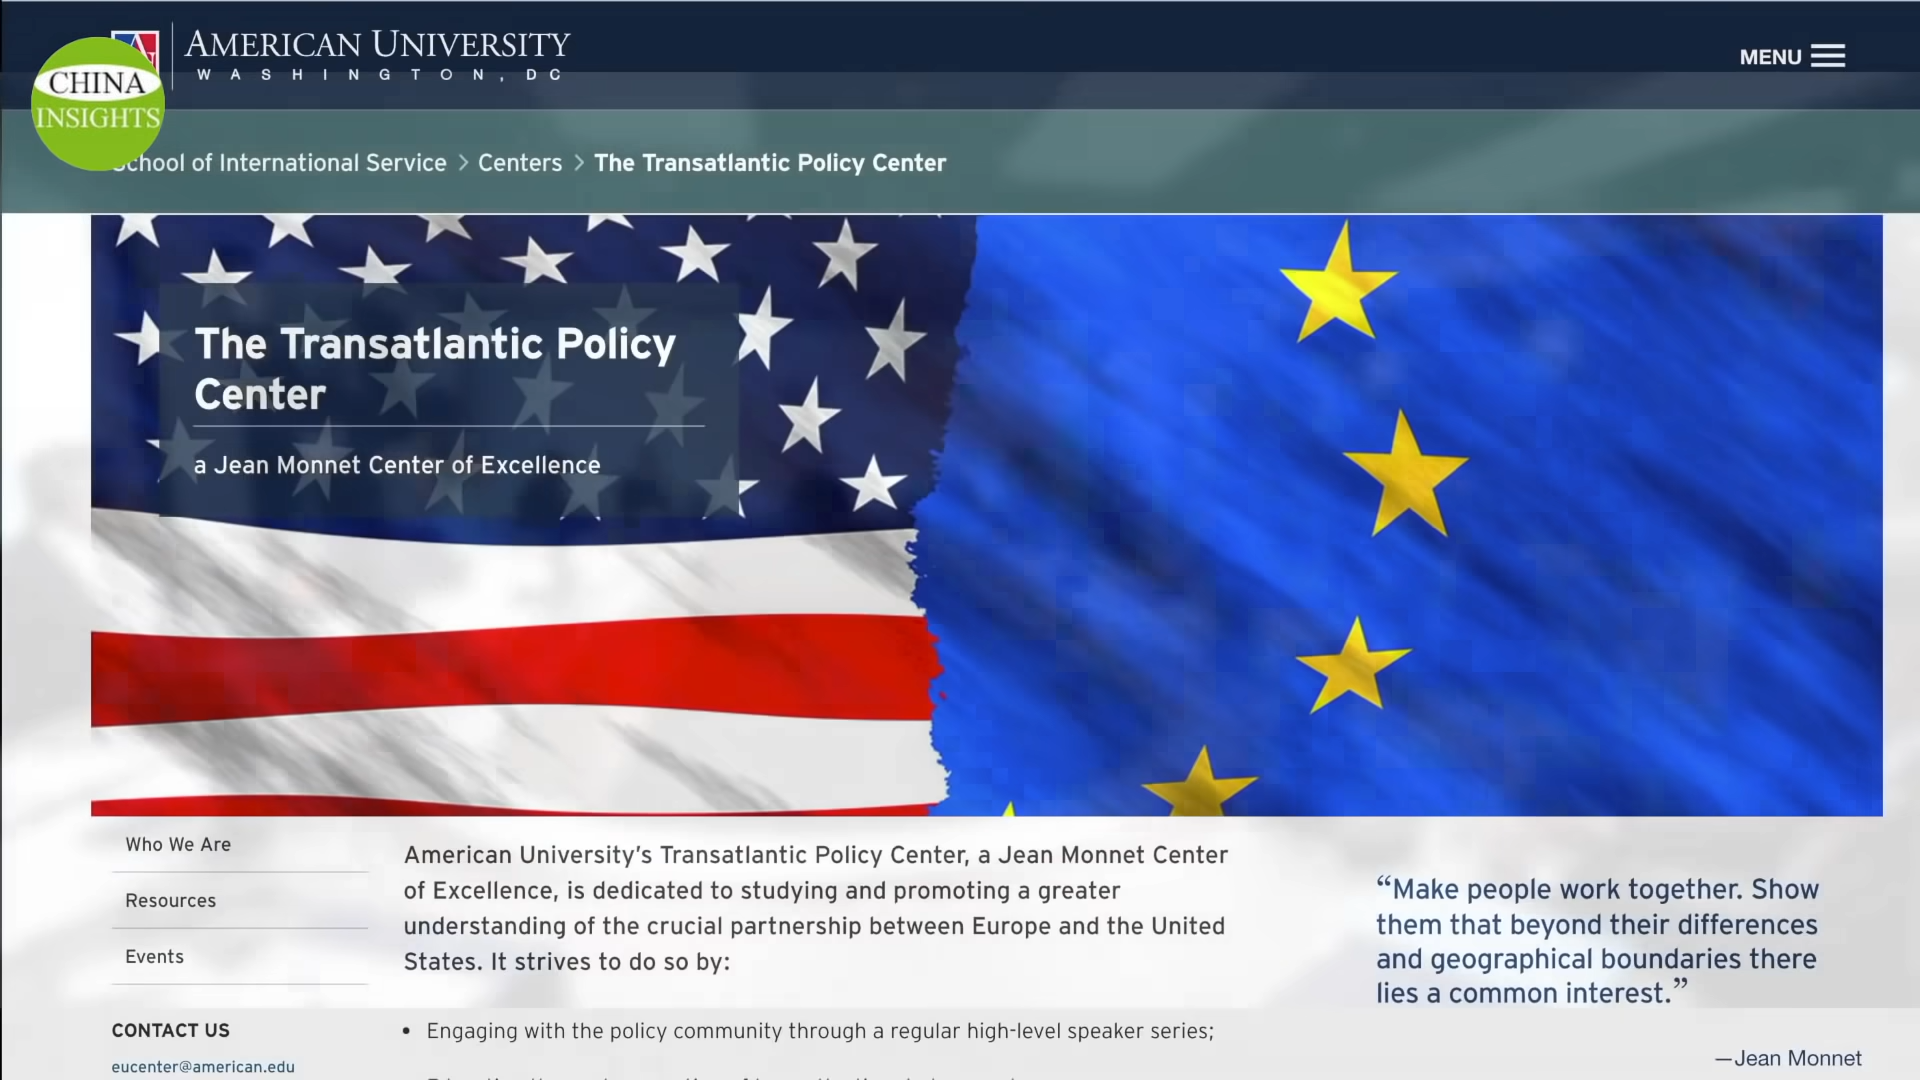 AMERICAN UNIVERSITY
WASHINGTON, DC
MENU
CHINA
INSIGHTS
School of International Service > Centers > The Transatlantic Policy Center
The Transatlantic Policy
Center
a Jean Monnet Center of Excellence
Who We Are
Resources
Events
CONTACT US
eucenter@american.edu
American University's Transatlantic Policy Center, a Jean Monnet Center
of Excellence, is dedicated to studying and promoting a greater
understanding of the crucial partnership between Europe and the United
States. It strives to do so by:
• Engaging with the policy community through a regular high-level speaker series;
“Make people work together. Show
them that beyond their differences
and geographical boundaries there
lies a common interest.”
—Jean Monnet